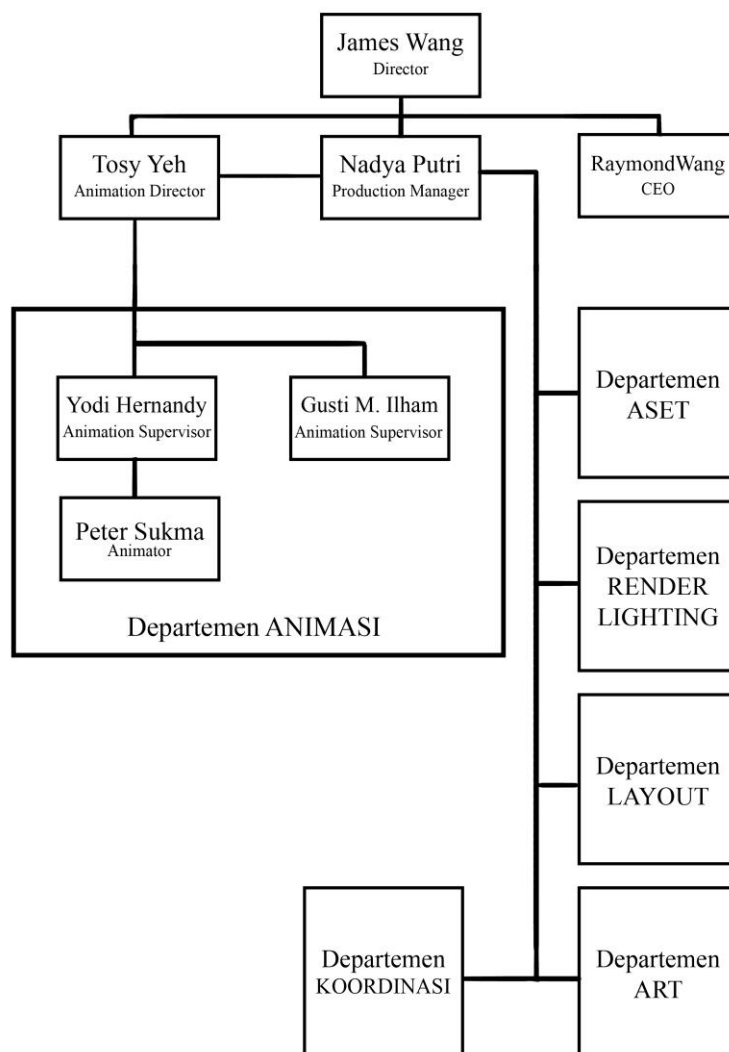 James Wang
Director
Tosy Yeh
Animation Director
Nadya Putri
Production Manager
RaymondWang
CEO
Yodi Hernandy
Animation Supervisor
Gusti M. Ilham
Animation Supervisor
Peter Sukma
Animator
Departemen ANIMASI
Departemen
ASET
Departemen
RENDER
LIGHTING
Departemen
LAYOUT
Departemen
KOORDINASI
Departemen
ART